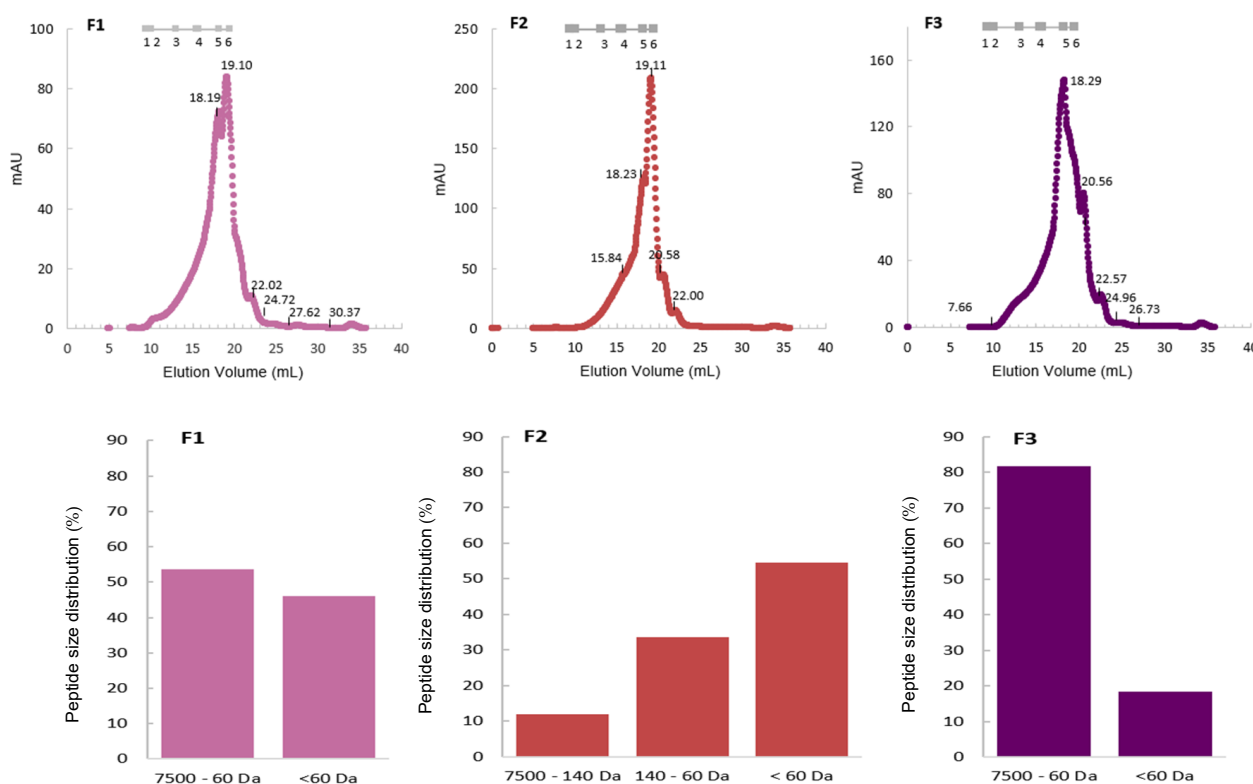 F1
1 2 3 4 5 6
100
80
60
40
20
0
mAU
19.10
18.19
22.02
24.72
27.62
30.37
0 10 20 30 40
Elution Volume (mL)
F2
1 2 3 4 5 6
250
200
150
100
50
0
mAU
19.11
18.23
15.84
20.58
22.00
0 5 10 15 20 25 30 35 40
Elution Volume (mL)
F3
1 2 3 4 5 6
160
120
80
40
0
mAU
18.29
20.56
22.57
24.96
7.66
26.73
0 5 10 15 20 25 30 35 40
Elution Volume (mL)
F1
90
80
70
60
50
40
30
20
10
0
Peptide size distribution (%)
7500 - 60 Da <60 Da
F2
90
80
70
60
50
40
30
20
10
0
Peptide size distribution (%)
7500 - 140 Da 140 - 60 Da < 60 Da
F3
90
80
70
60
50
40
30
20
10
0
Peptide size distribution (%)
7500 - 60 Da <60 Da